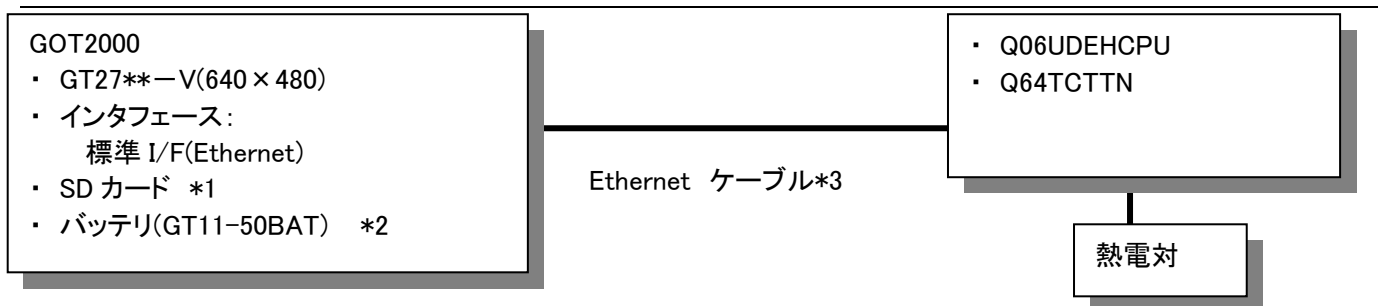 GOT2000
・ GT27**－V(640×480)
・ インタフェース:
標準 I/F(Ethernet)
・ SD カード *1
・ バッテリ(GT11-50BAT) *2
Ethernet ケーブル*3
・ Q06UDEHCPU
・ Q64TCTTN
熱電対